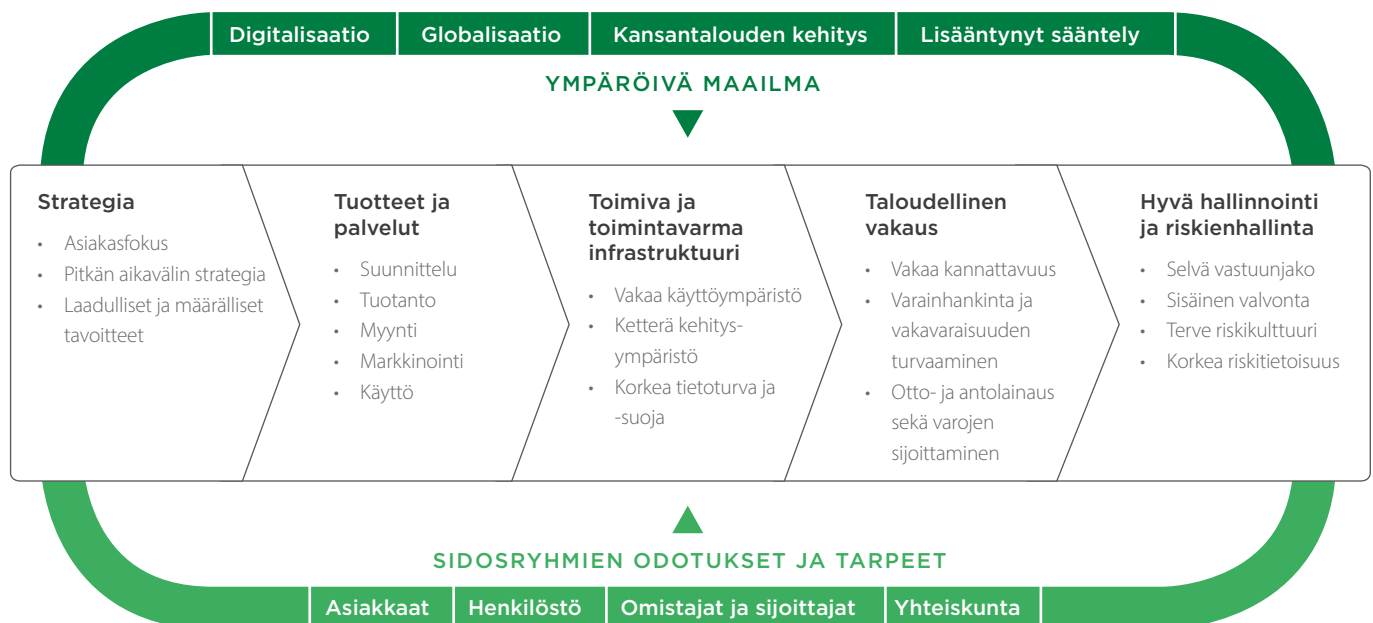 Digitalisaatio
Globalisaatio
Kansantalouden kehitys
Lisääntynyt sääntely
YMPÄRÖIVÄ MAAILMA
Strategia
• Asiakasfokus
• Pitkän aikavälin strategia
• Laadulliset ja määrälliset
tavoitteet
Tuotteet ja
palvelut
• Suunnittelu
• Tuotanto
• Myynti
• Markkinointi
• Käyttö
Toimiva ja
toimintavarma
infrastruktuuri
• Vakaa käyttöympäristö
• Ketterä kehitys-
ympäristö
• Korkea tietoturva ja
-suoja
Taloudellinen
vakaus
• Vakaa kannattavuus
• Varainhankinta ja
vakavaraisuuden
turvaaminen
• Otto- ja antolainaus
sekä varojen
sijoittaminen
Hyvä hallinnointi
ja riskienhallinta
• Selvä vastuunjako
• Sisäinen valvonta
• Terve riskikulttuuri
• Korkea riskitietoisuus
SIDOSRYHMIEN ODOTUKSET JA TARPEET
Asiakkaat
Henkilöstö
Omistajat ja sijoittajat
Yhteiskunta